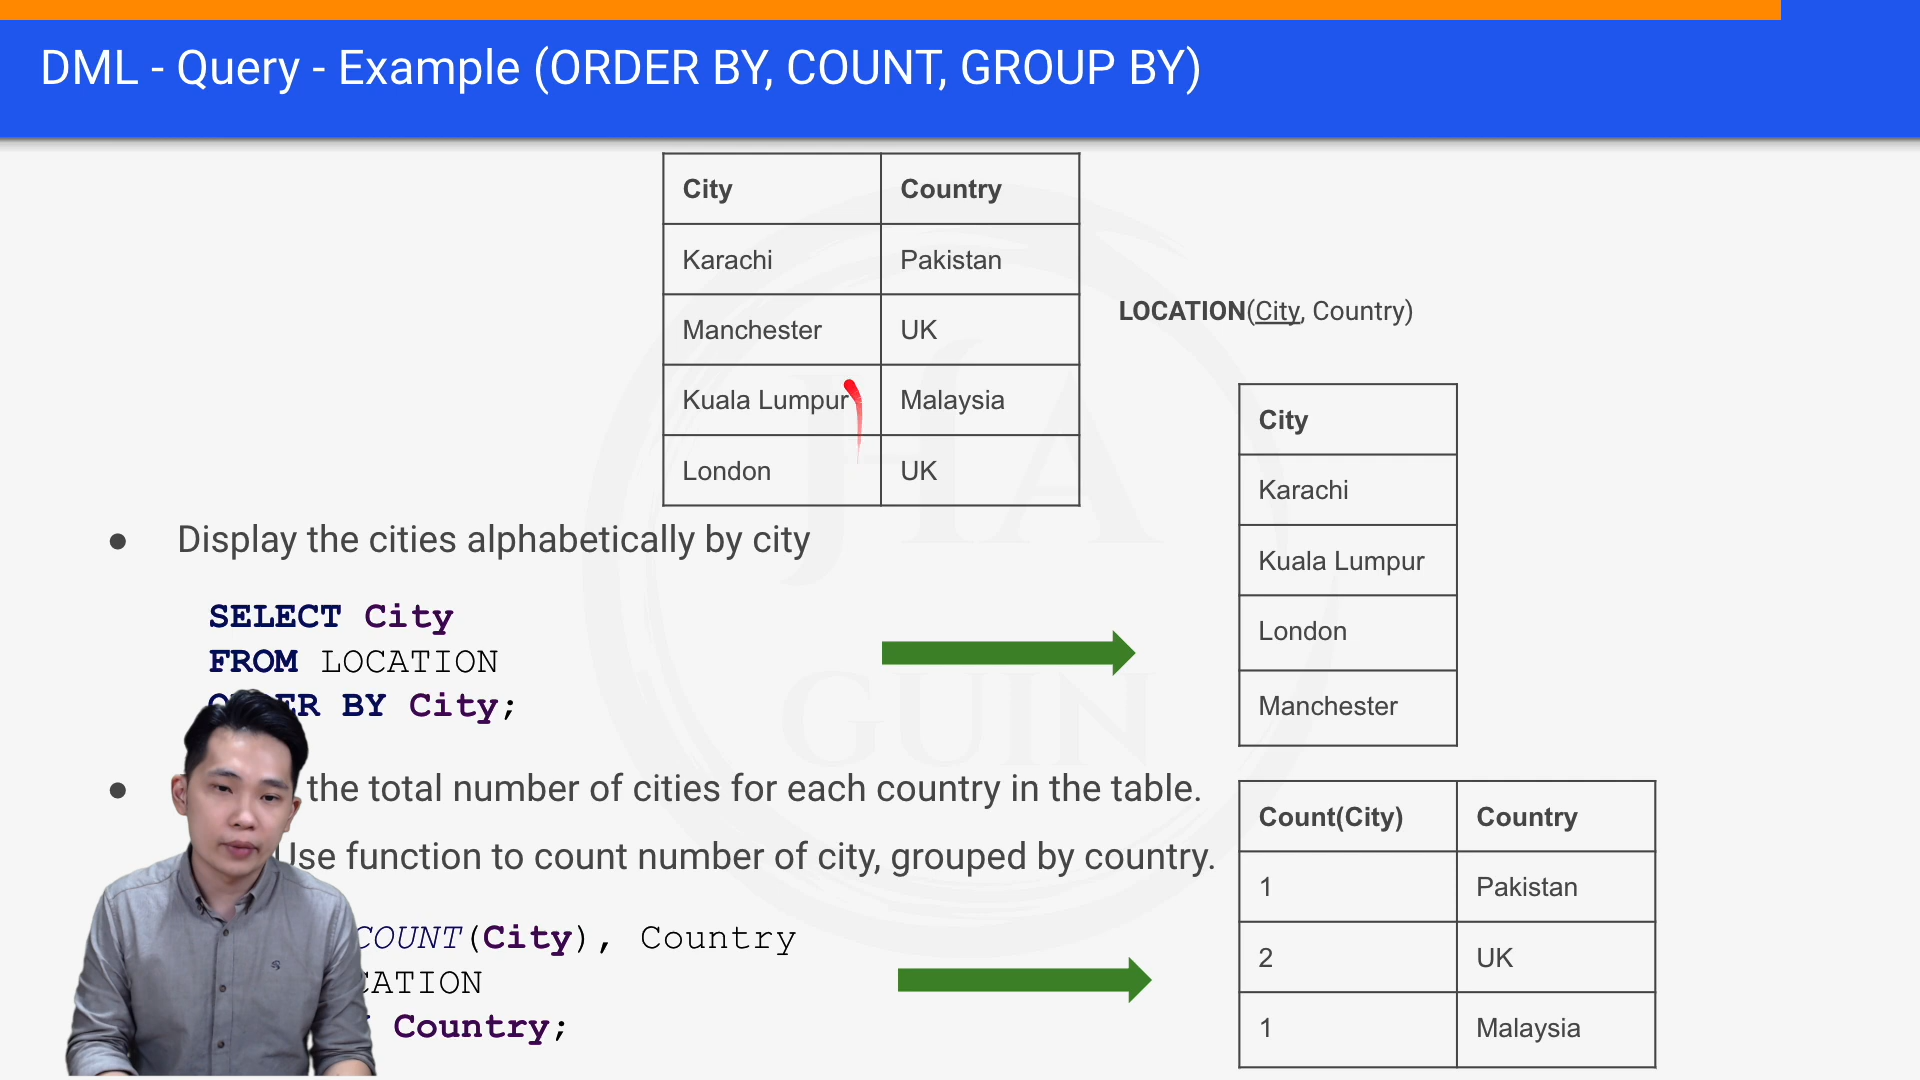 DML - Query - Example (ORDER BY, COUNT, GROUP BY)
City Country
Karachi Pakistan
Manchester UK
Kuala Lumpur Malaysia
London UK
LOCATION(City, Country)
● Display the cities alphabetically by city
SELECT City
FROM LOCATION
BY City;
City
Karachi
Kuala Lumpur
London
Manchester
● the total number of cities for each country in the table.
Use function to count number of city, grouped by country.
COUNT(City), Country
CATION
Country;
Count(City) Country
1 Pakistan
2 UK
1 Malaysia
JHA
GUIN